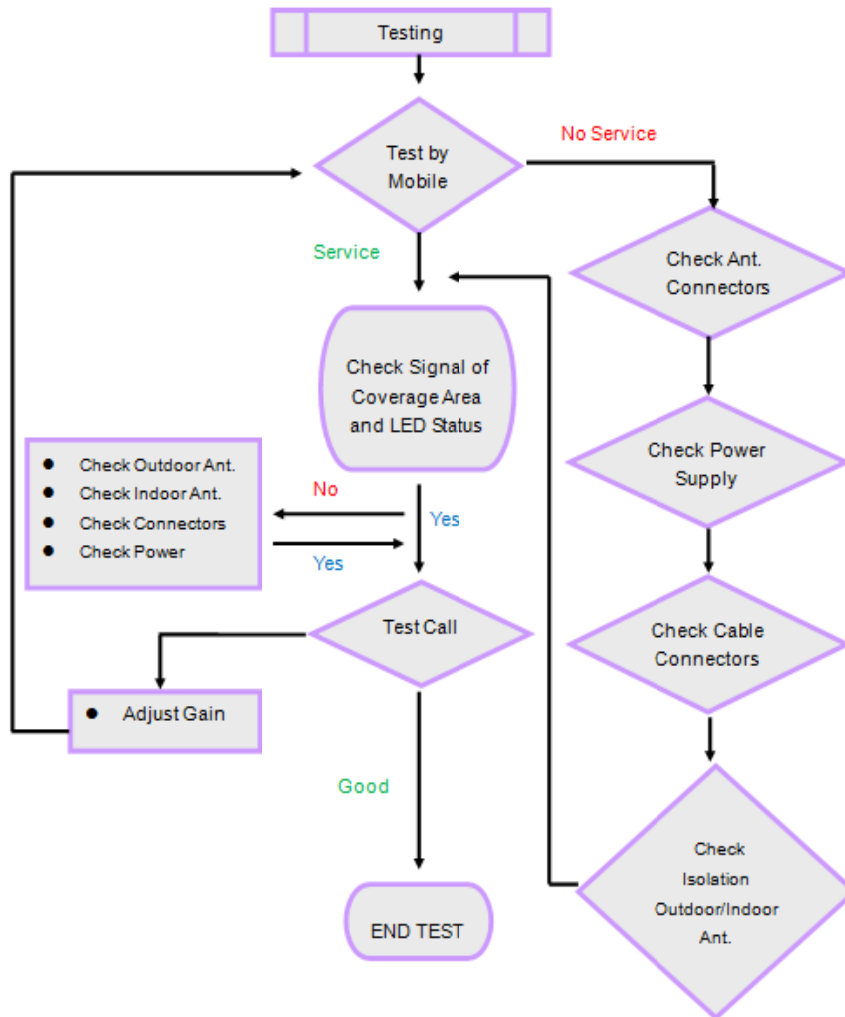 Testing
Test by
Mobile
No Service
Service
Check Ant.
Connectors
Check Signal of
Coverage Area
and LED Status
Check Power
Supply
● Check Outdoor Ant.
● Check Indoor Ant.
● Check Connectors
● Check Power
No
Yes
Yes
Test Call
Check Cable
Connectors
● Adjust Gain
Good
Check
Isolation
Outdoor/Indoor
Ant.
END TEST